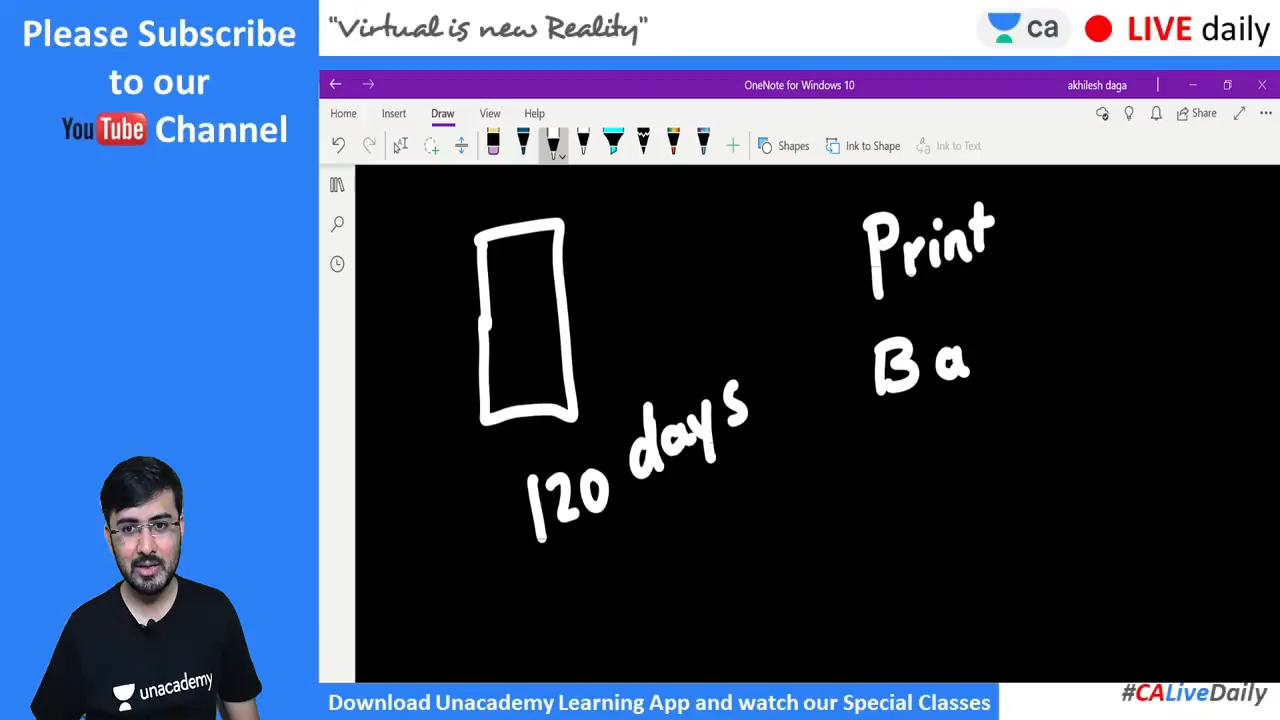 Please Subscribe
to our
YouTube Channel
"Virtual is new Reality"
ca
LIVE daily
OneNote for Windows 10
akhilesh daga
Home Insert Draw View Help
Share
Shapes Ink to Shape Ink to Text
Print
Ba
120 days
unacademy
Download Unacademy Learning App and watch our Special Classes
#CALiveDaily